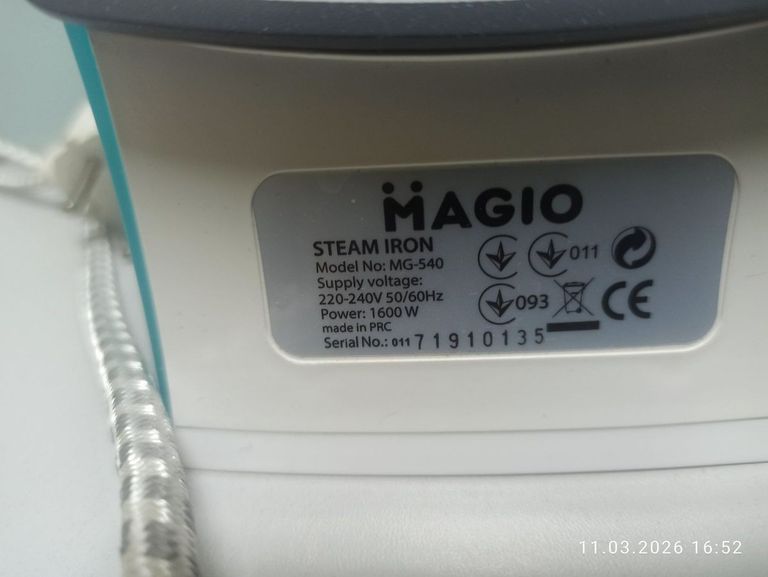 MAGIO
STEAM IRON
Model No: MG-540
Supply voltage:
220-240V 50/60Hz
Power: 1600 W
made in PRC
Serial No.: 011 71910135
011
093
CE
11.03.2026 16:52